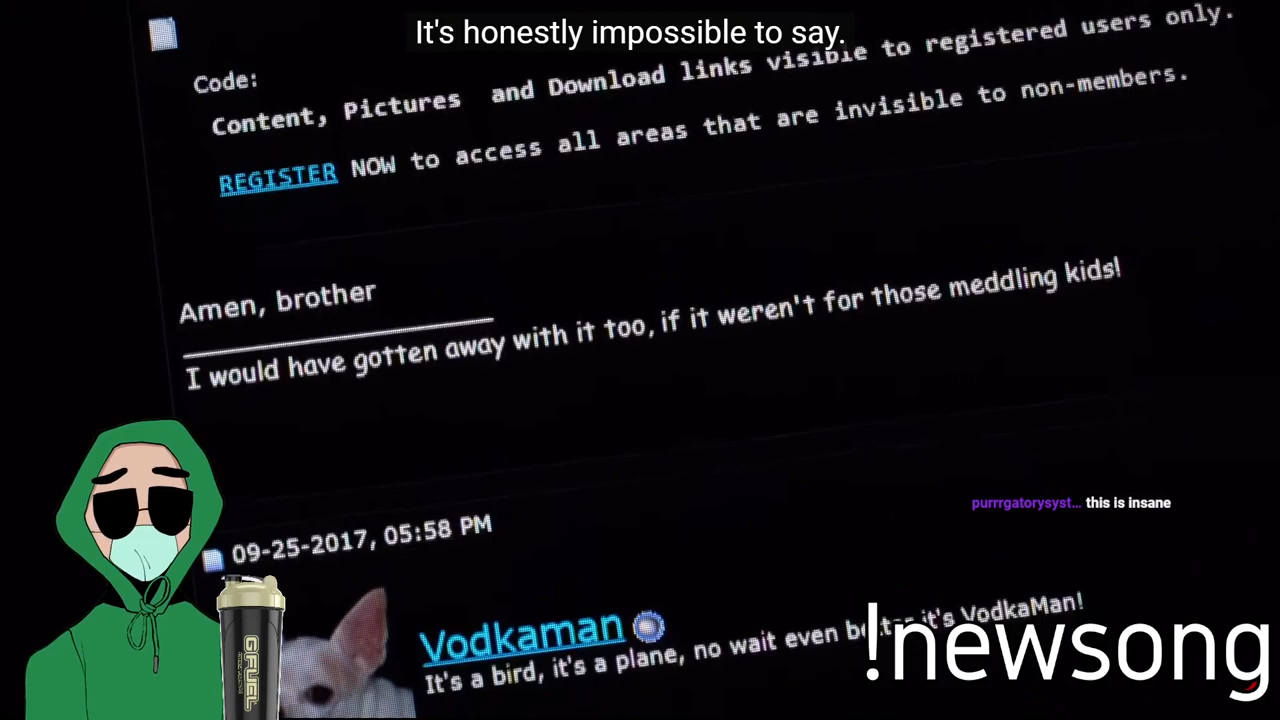 It's honestly impossible to say.
Code:
Content, Pictures and Download links visible to registered users only.
REGISTER NOW to access all areas that are invisible to non-members.
Amen, brother
I would have gotten away with it too, if it weren't for those meddling kids!
purrrgatorysyst... this is insane
09-25-2017, 05:58 PM
Vodkaman
It's a bird, it's a plane, no wait even better it's VodkaMan!
!newsong
GFUEL